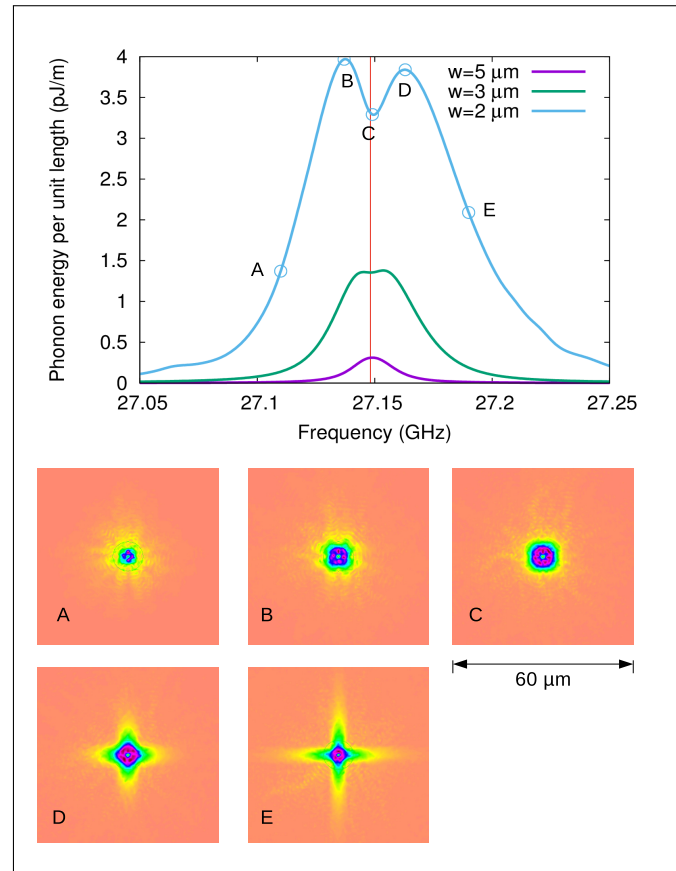 Phonon energy per unit length (pJ/m)
4
3.5
3
2.5
2
1.5
1
0.5
0
27.05
27.1
27.15
27.2
27.25
Frequency (GHz)
w=5 μm
w=3 μm
w=2 μm
A
B
C
D
E
A
B
C
60 μm
D
E